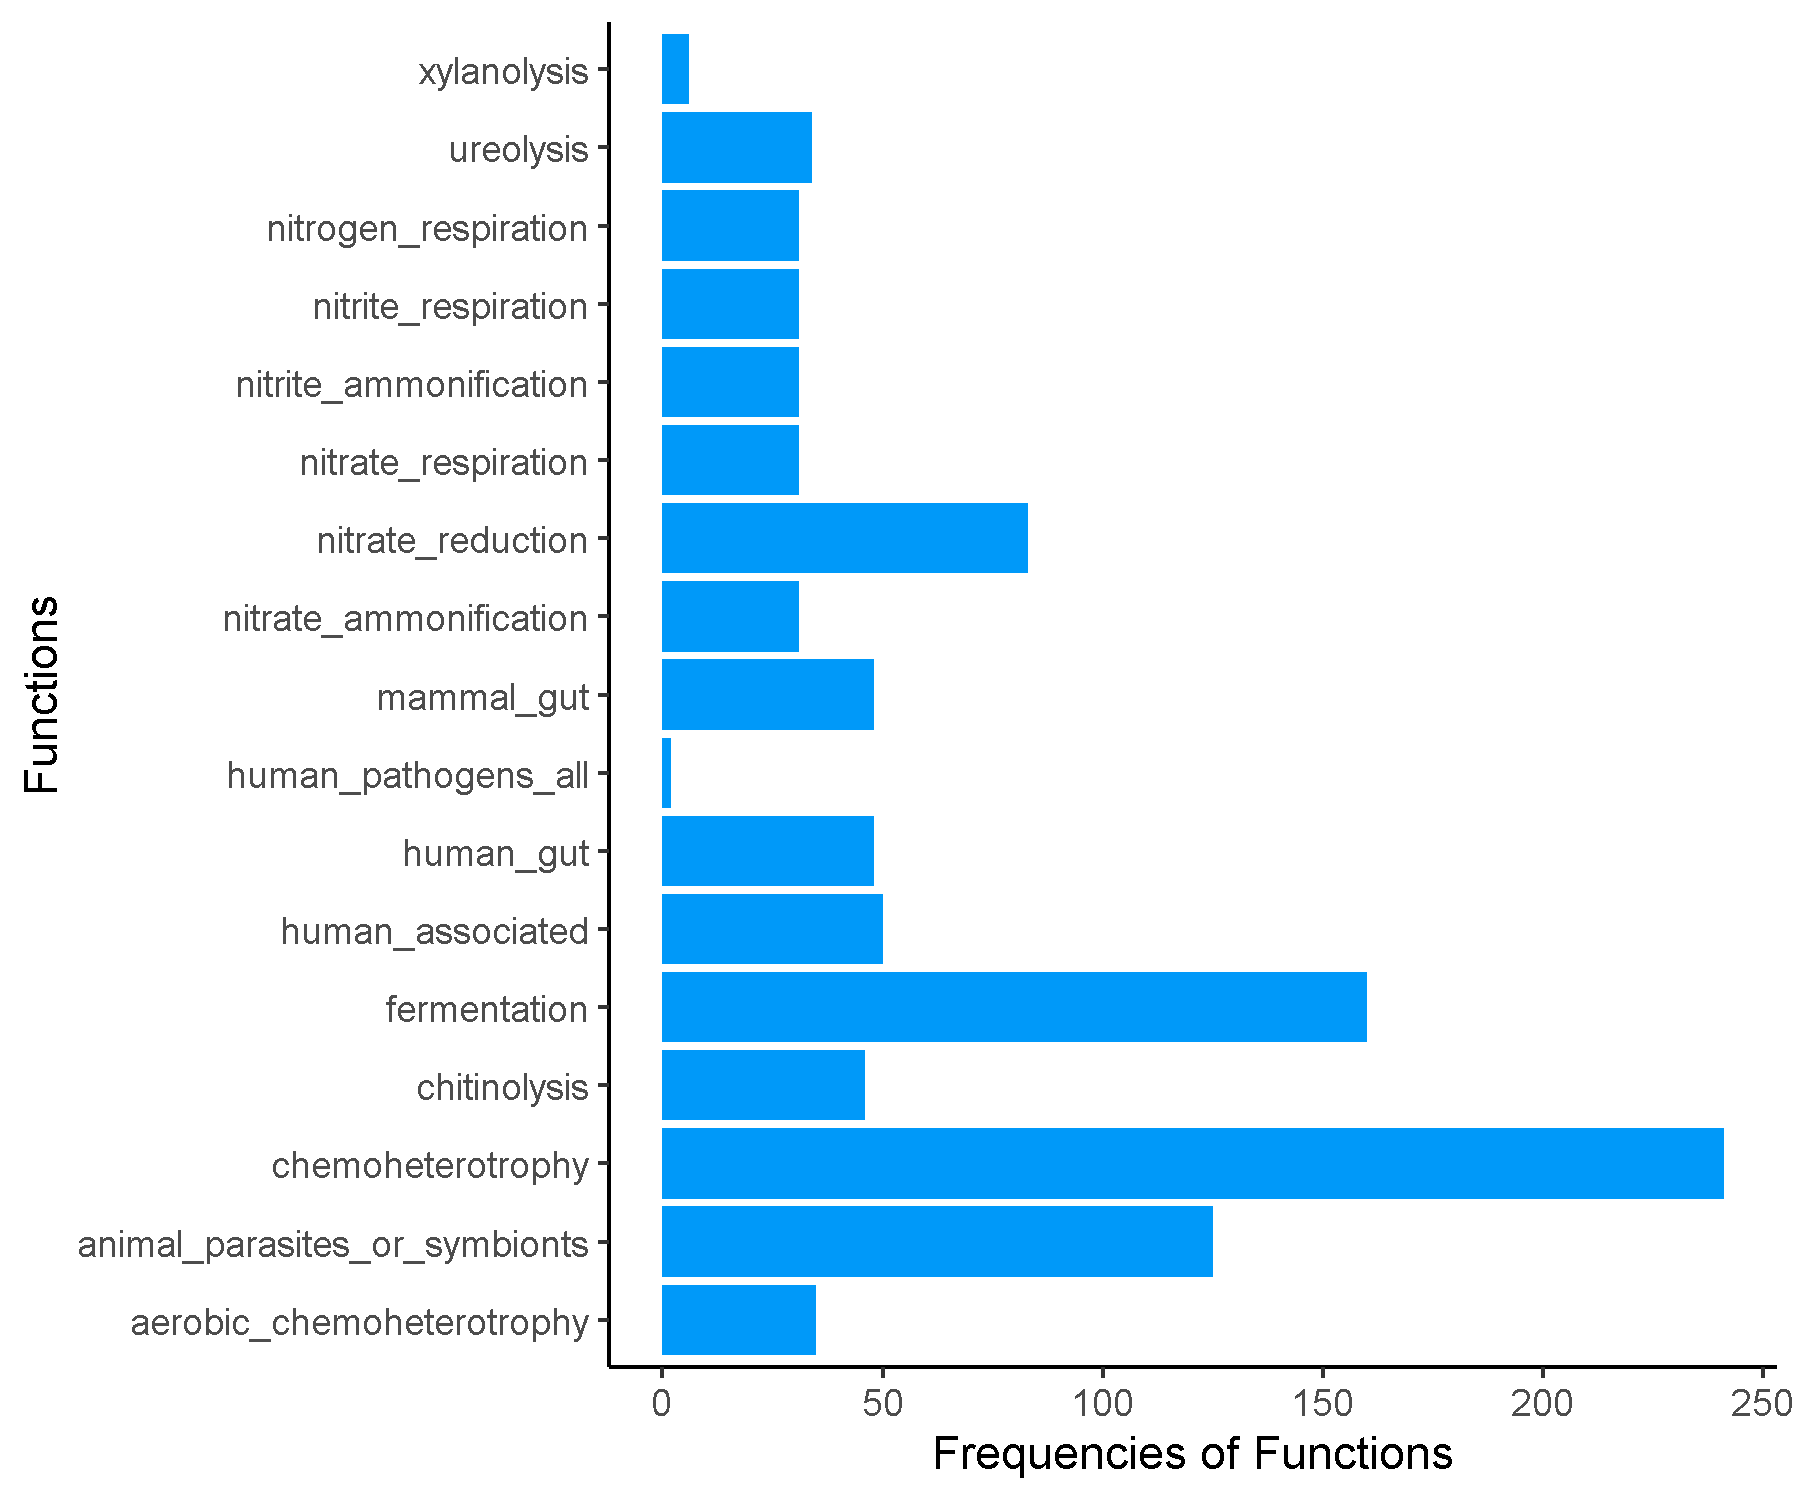 xylanolysis
ureolysis
nitrogen_respiration
nitrite_respiration
nitrite_ammonification
nitrate_respiration
nitrate_reduction
nitrate_ammonification
mammal_gut
human_pathogens_all
human_gut
human_associated
fermentation
chitinolysis
chemoheterotrophy
animal_parasites_or_symbionts
aerobic_chemoheterotrophy
Functions
0 50 100 150 200 250
Frequencies of Functions